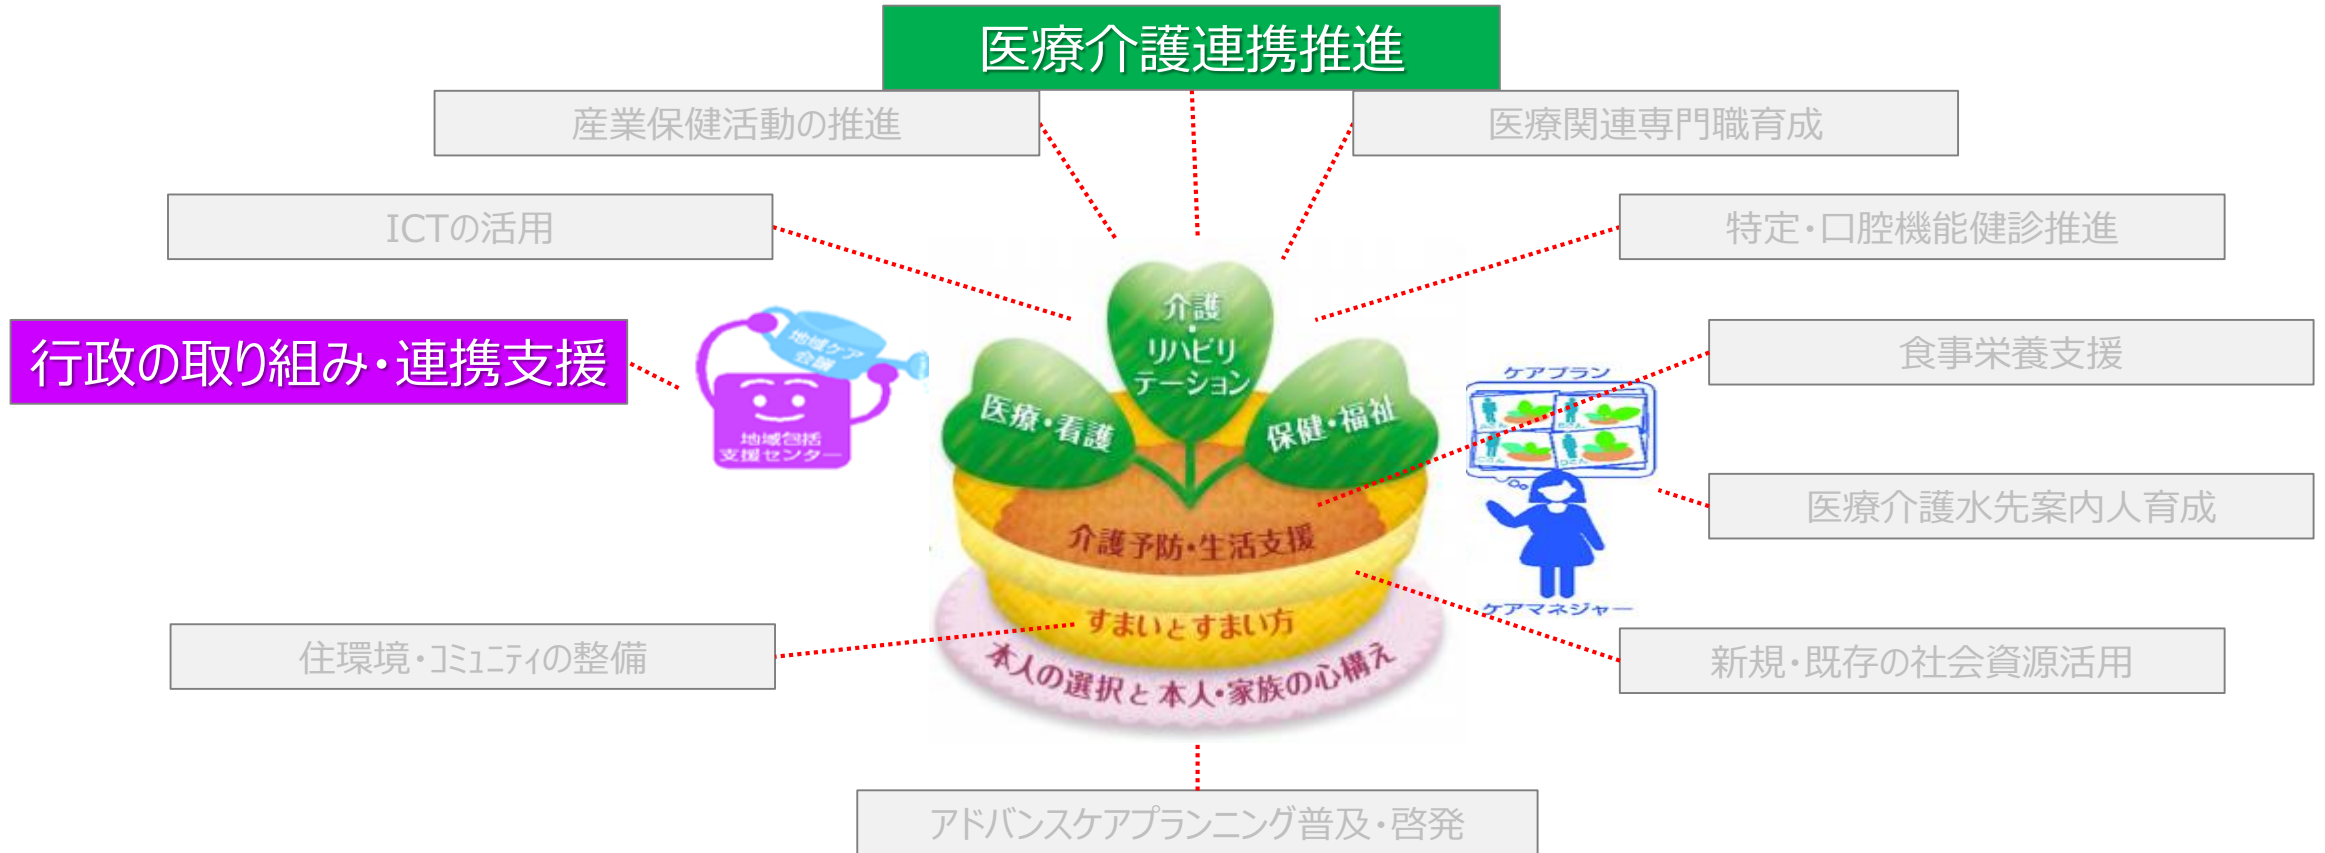 医療介護連携推進
産業保健活動の推進
医療関連専門職育成
ICTの活用
特定・口腔機能健診推進
行政の取り組み・連携支援
地域ケア
会議
地域包括
支援センター
介護
・
リハビリ
テーション
医療・看護
保健・福祉
食事栄養支援
ケアプラン
医療介護水先案内人育成
介護予防・生活支援
ケアマネジャー
すまいとすまい方
本人の選択と本人・家族の心構え
住環境・ｺﾐｭﾆﾃｨの整備
新規・既存の社会資源活用
アドバンスケアプランニング普及・啓発